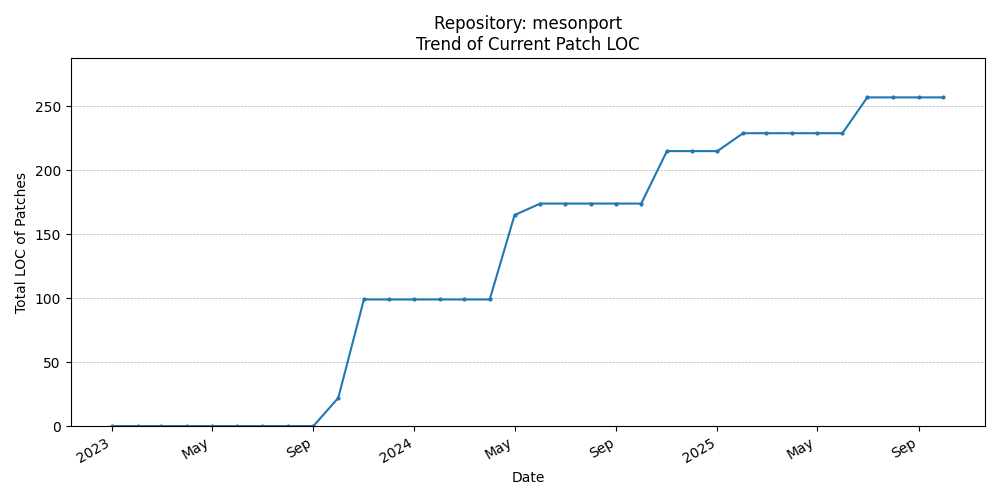 Repository: mesonport
Trend of Current Patch LOC
Total LOC of Patches
250
200
150
100
50
0
2023
May
Sep
2024
May
Sep
2025
May
Sep
Date